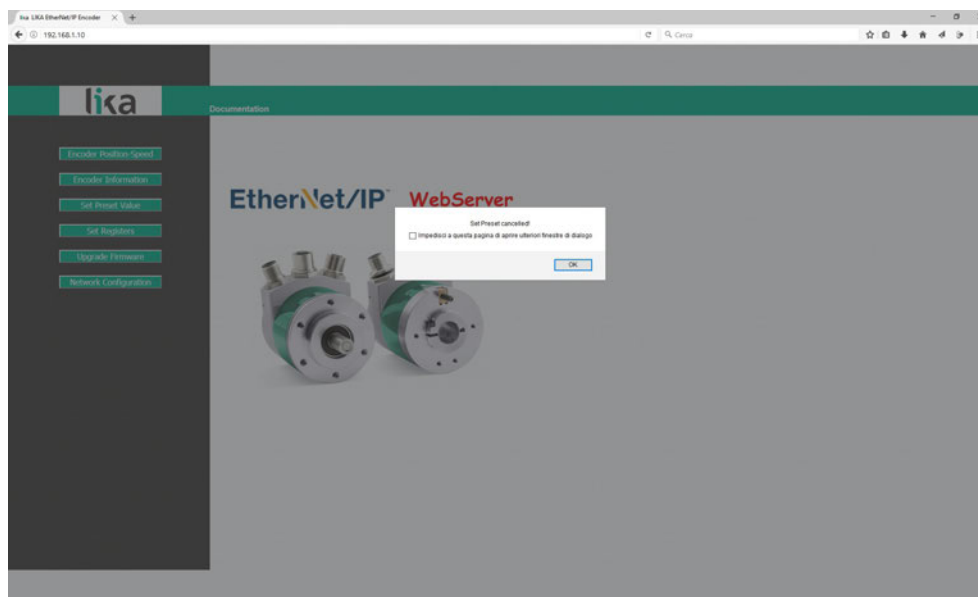 lika LIKA EtherNet/IP Encoder
192.168.1.10
Cerca
lika
Documentation
Encoder Position-Speed
Encoder Information
Set Preset Value
Set Registers
Upgrade Firmware
Network Configuration
EtherNet/IP™
WebServer
Set Preset cancelled!
Impedisci a questa pagina di aprire ulteriori finestre di dialogo
OK